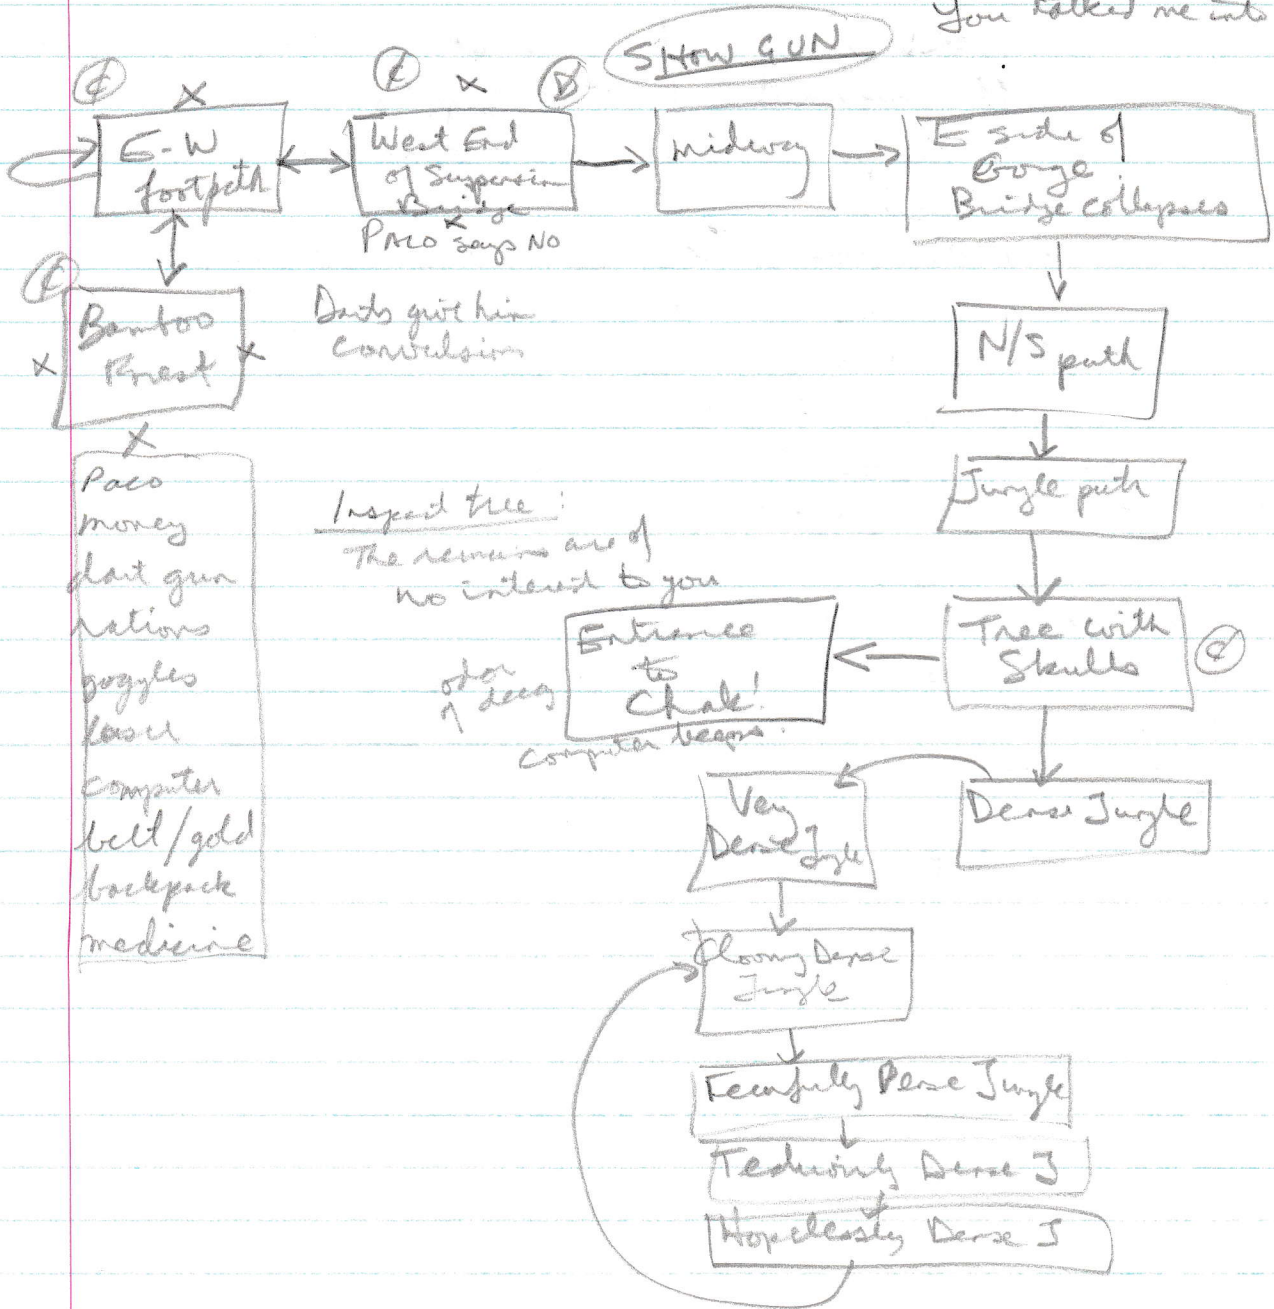 You talked me into
SHOW GUN
E-W
footpath
West End
of Suspension
Bridge
PACO says NO
midway
E side of
Gorge
Bridge collapses
Bamboo
Forest
Darts give him
convulsions
N/S path
Jungle path
Paco
money
dart gun
rations
goggles
computer
belt/gold
backpack
medicine
Inspect tree:
The remains are of
no interest to you
Entrance
to
Chak!
odor
of decay
computer beeps.
Tree with
Skulls
Dense Jungle
Very
Dense Jungle
Gloomy Dense
Jungle
Fearfully Dense Jungle
Tediously Dense J
Hopelessly Dense J